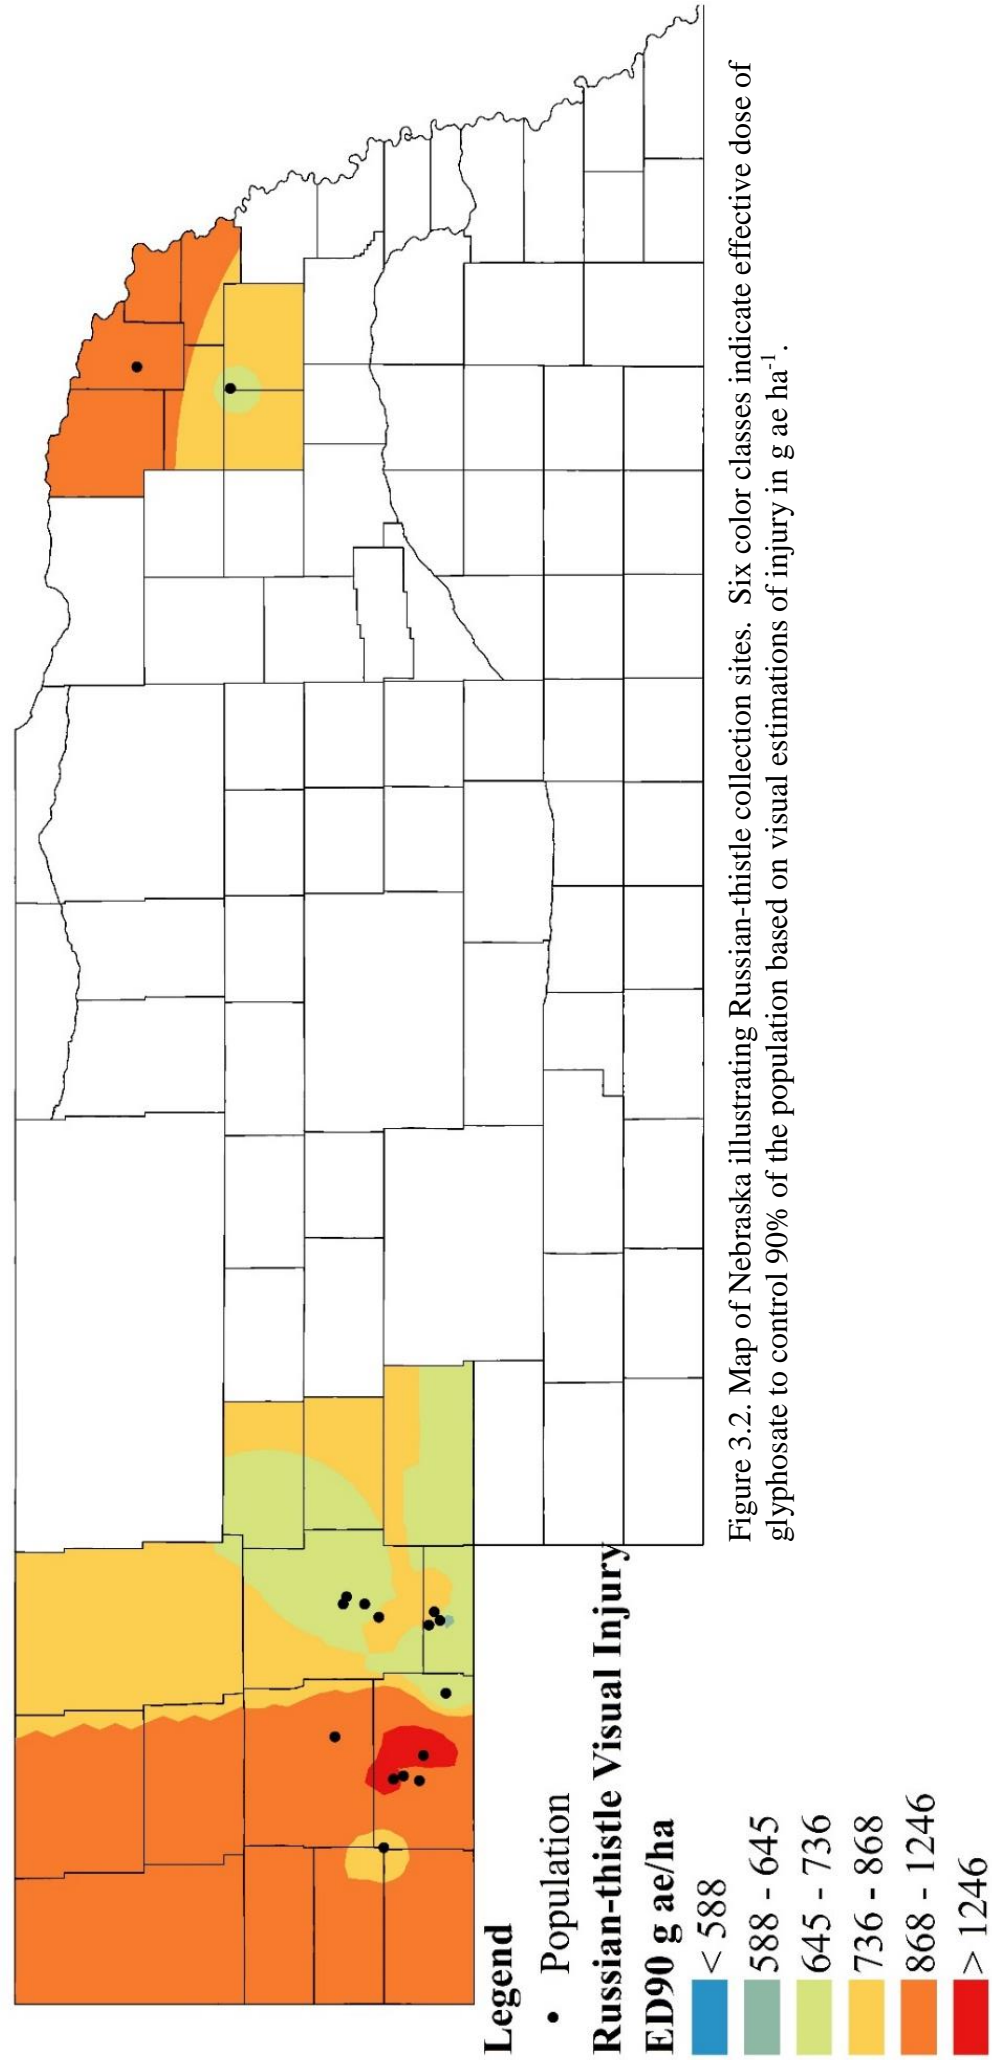 Legend
• Population
Russian-thistle Visual Injury
ED90 g ae/ha
< 588
588 - 645
645 - 736
736 - 868
868 - 1246
> 1246
Figure 3.2. Map of Nebraska illustrating Russian-thistle collection sites.  Six color classes indicate effective dose of
glyphosate to control 90% of the population based on visual estimations of injury in g ae ha⁻¹.